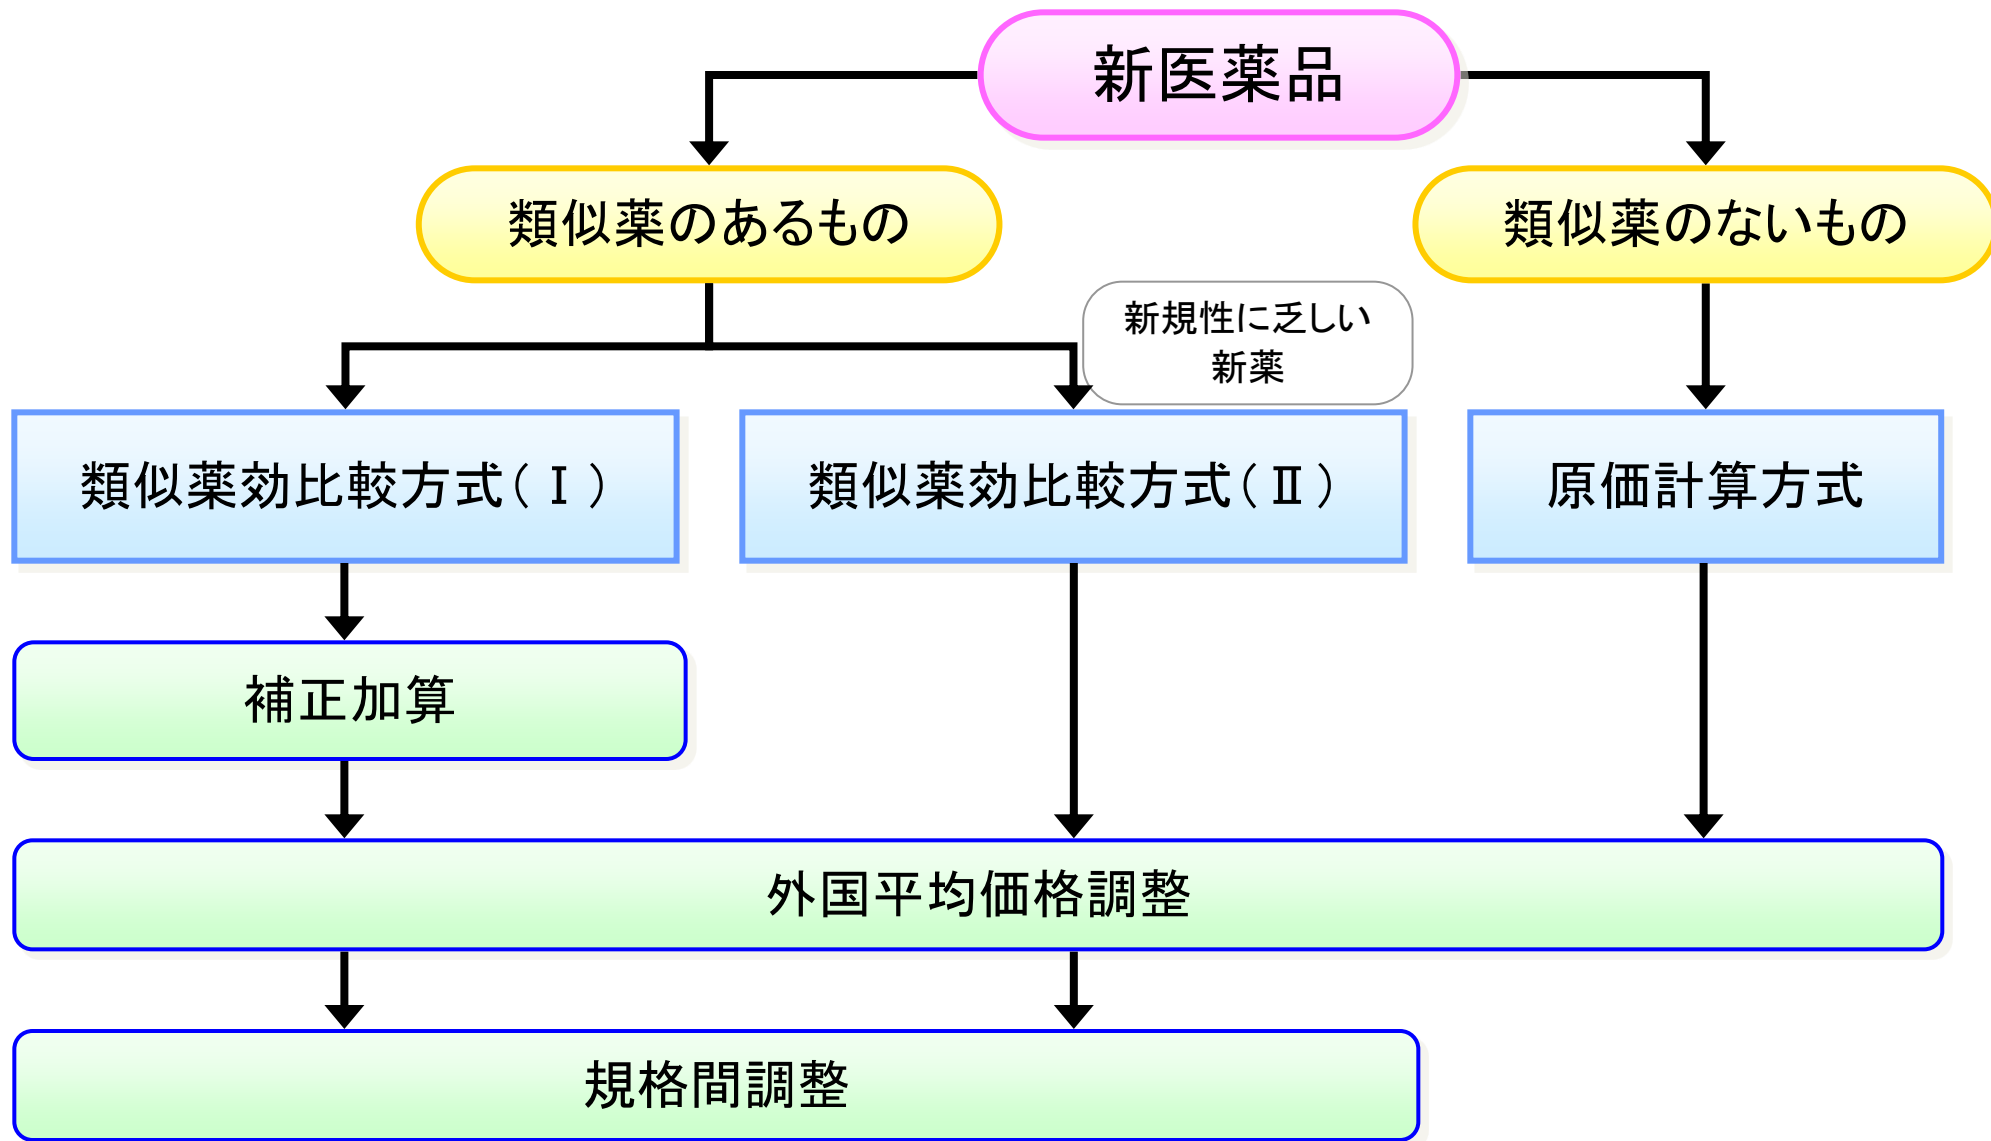 新医薬品
類似薬のあるもの
類似薬のないもの
新規性に乏しい
新薬
類似薬効比較方式(Ⅰ)
類似薬効比較方式(Ⅱ)
原価計算方式
補正加算
外国平均価格調整
規格間調整